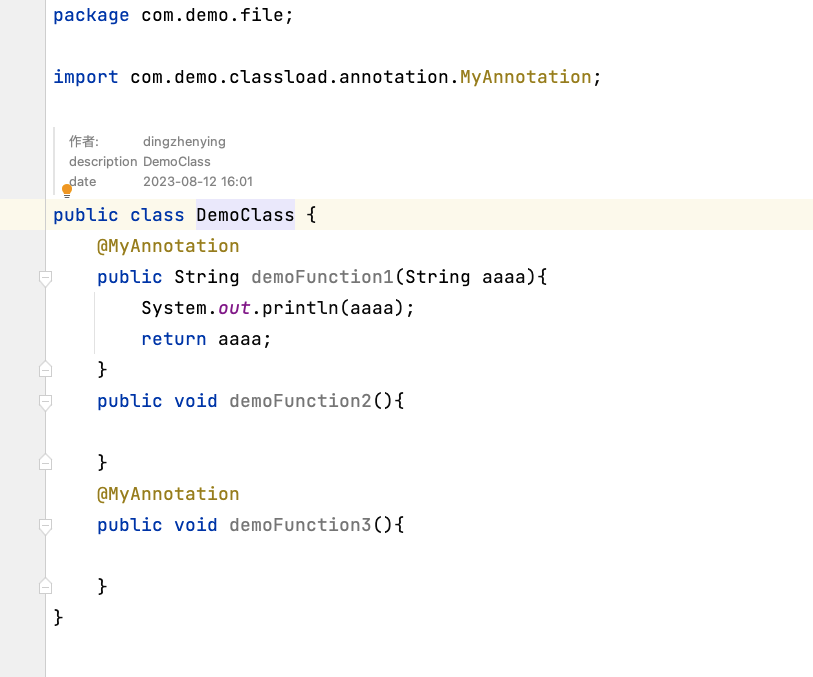 package com.demo.file;
import com.demo.classload.annotation.MyAnnotation;
作者: dingzhenying
description DemoClass
date 2023-08-12 16:01
public class DemoClass {
@MyAnnotation
public String demoFunction1(String aaaa){
System.out.println(aaaa);
return aaaa;
}
public void demoFunction2(){
}
@MyAnnotation
public void demoFunction3(){
}
}